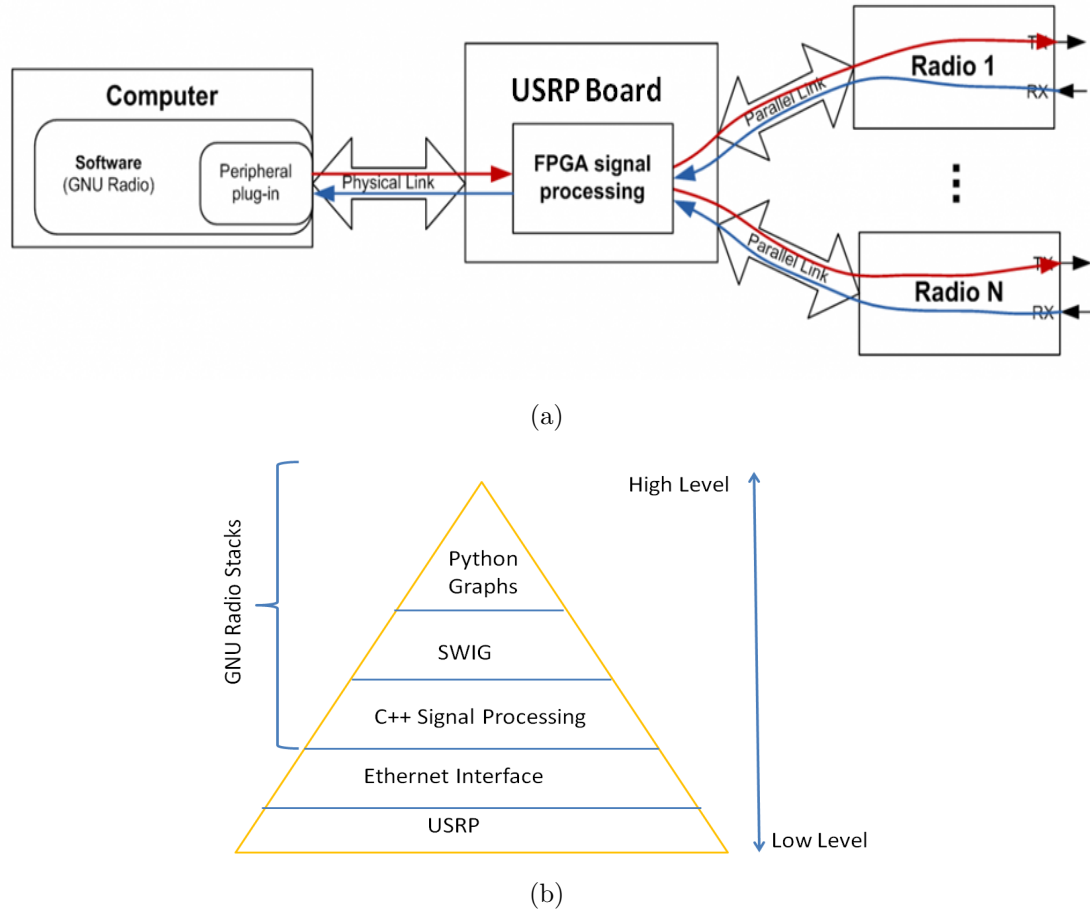 Computer
Software
(GNU Radio)
Peripheral
plug-in
Physical Link
USRP Board
FPGA signal
processing
Parallel Link
Parallel Link
Radio 1
TX
RX
Radio N
TX
RX
(a)
GNU Radio Stacks
Python
Graphs
SWIG
C++ Signal Processing
Ethernet Interface
USRP
High Level
Low Level
(b)